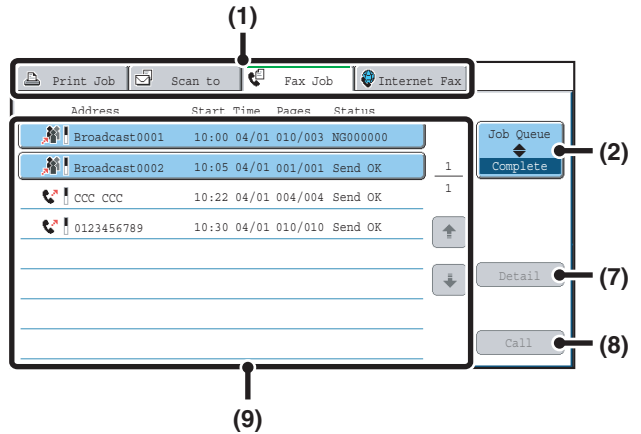 (1)
Print Job Scan to Fax Job Internet Fax
Address Start Time Pages Status
Broadcast0001 10:00 04/01 010/003 NG000000
Broadcast0002 10:05 04/01 001/001 Send OK
CCC CCC 10:22 04/01 004/004 Send OK
0123456789 10:30 04/01 010/010 Send OK
1
1
Job Queue
Complete
(2)
Detail
(7)
Call
(8)
(9)